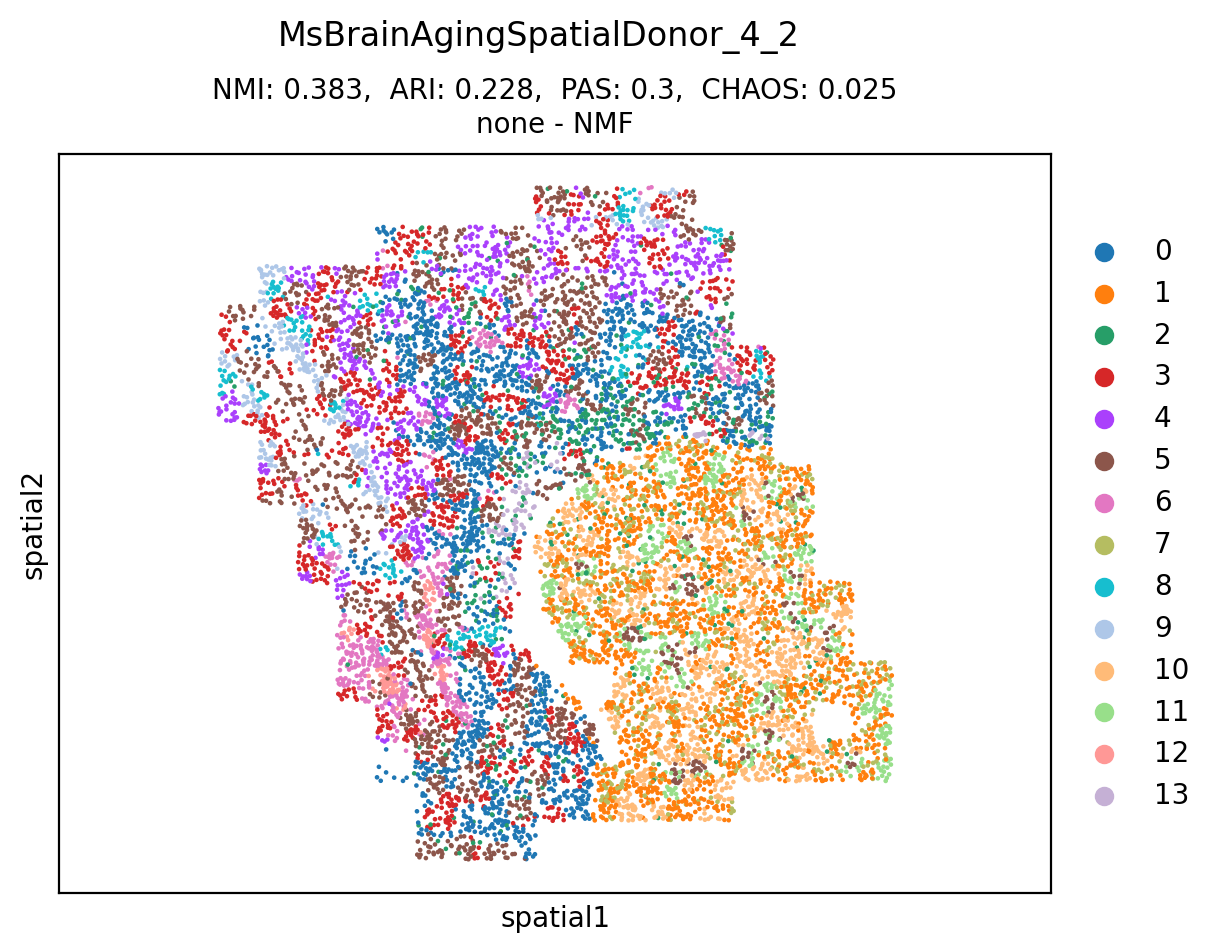 MsBrainAgingSpatialDonor_4_2
NMI: 0.383,  ARI: 0.228,  PAS: 0.3,  CHAOS: 0.025
none - NMF
0
1
2
3
4
5
6
7
8
9
10
11
12
13
spatial2
spatial1